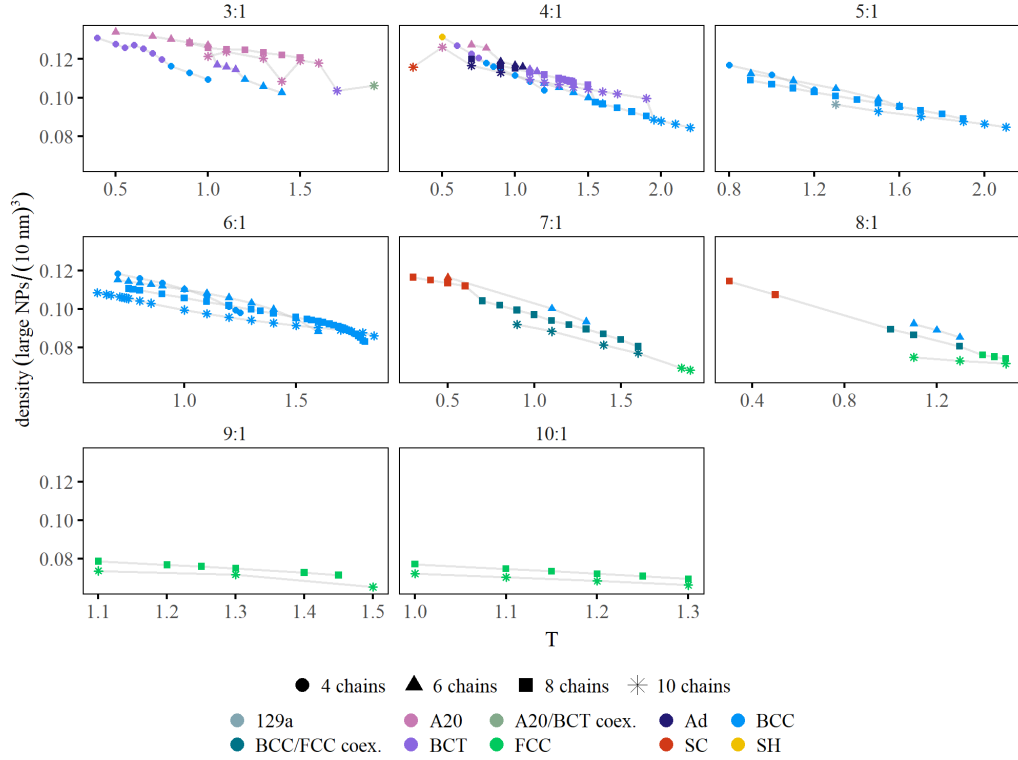 3:1 4:1 5:1
0.12
0.10
0.08
0.5 1.0 1.5 0.5 1.0 1.5 2.0 0.8 1.2 1.6 2.0
6:1 7:1 8:1
0.12
0.10
0.08
1.0 1.5 0.5 1.0 1.5 0.4 0.8 1.2
density (large NPs/(10 nm)³)
9:1 10:1
0.12
0.10
0.08
1.1 1.2 1.3 1.4 1.5 1.0 1.1 1.2 1.3
T
4 chains 6 chains 8 chains 10 chains
129a A20 A20/BCT coex. Ad BCC
BCC/FCC coex. BCT FCC SC SH